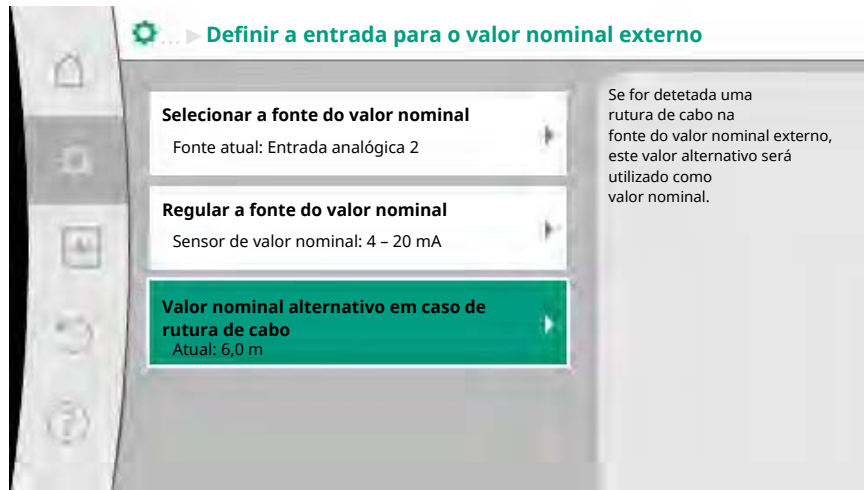 Definir a entrada para o valor nominal externo
Selecionar a fonte do valor nominal
Fonte atual: Entrada analógica 2
Regular a fonte do valor nominal
Sensor de valor nominal: 4 – 20 mA
Valor nominal alternativo em caso de
rutura de cabo
Atual: 6,0 m
Se for detetada uma
rutura de cabo na
fonte do valor nominal externo,
este valor alternativo será
utilizado como
valor nominal.